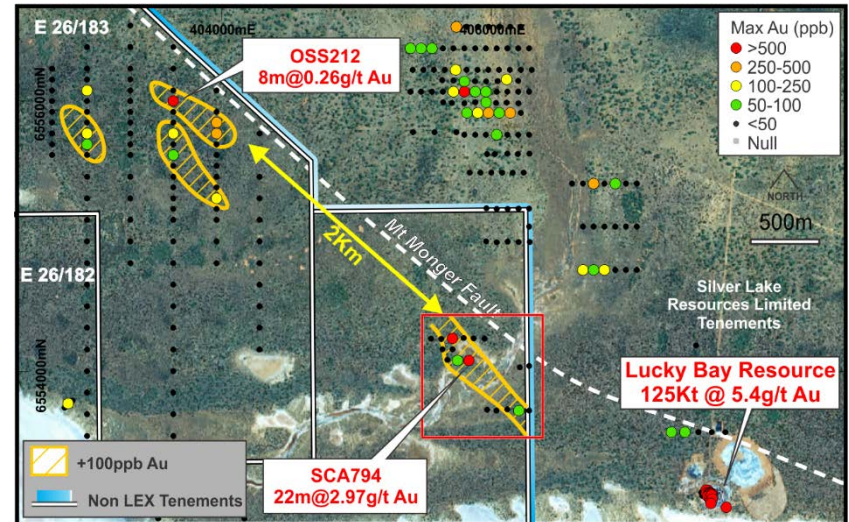 E 26/183
404000mE
406000mE
OSS212
8m@0.26g/t Au
Max Au (ppb)
>500
250-500
100-250
50-100
<50
Null
6556000mN
NORTH
500m
2Km
Mt Monger Fault
E 26/182
Silver Lake
Resources Limited
Tenements
6554000mN
Lucky Bay Resource
125Kt @ 5.4g/t Au
+100ppb Au
Non LEX Tenements
SCA794
22m@2.97g/t Au